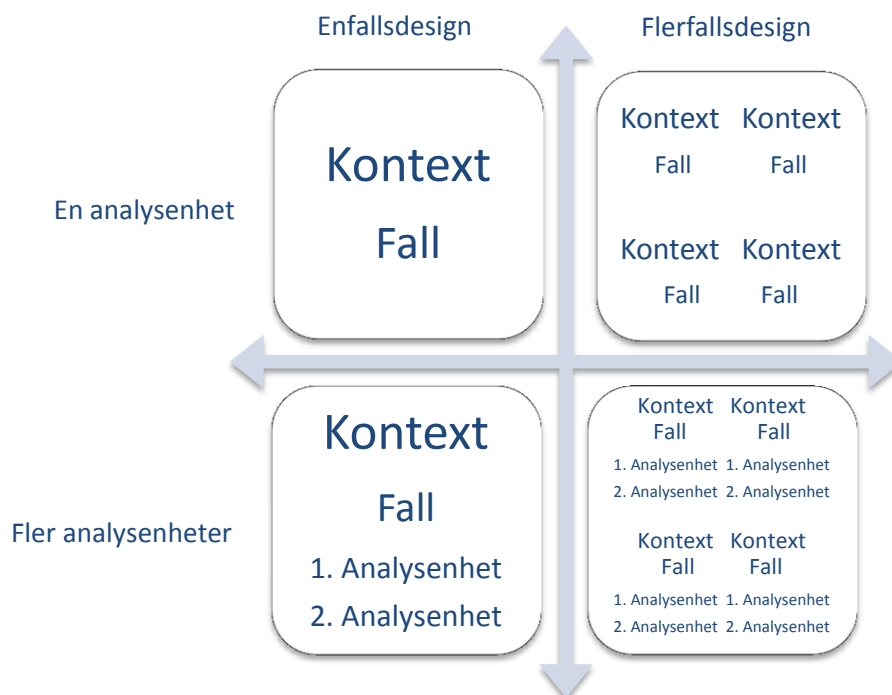 Enfallsdesign
Flerfallsdesign
En analysenhet
Kontext
Fall
Kontext Kontext
Fall Fall
Kontext Kontext
Fall Fall
Fler analysenheter
Kontext
Fall
1. Analysenhet
2. Analysenhet
Kontext Kontext
Fall Fall
1. Analysenhet 1. Analysenhet
2. Analysenhet 2. Analysenhet
Kontext Kontext
Fall Fall
1. Analysenhet 1. Analysenhet
2. Analysenhet 2. Analysenhet